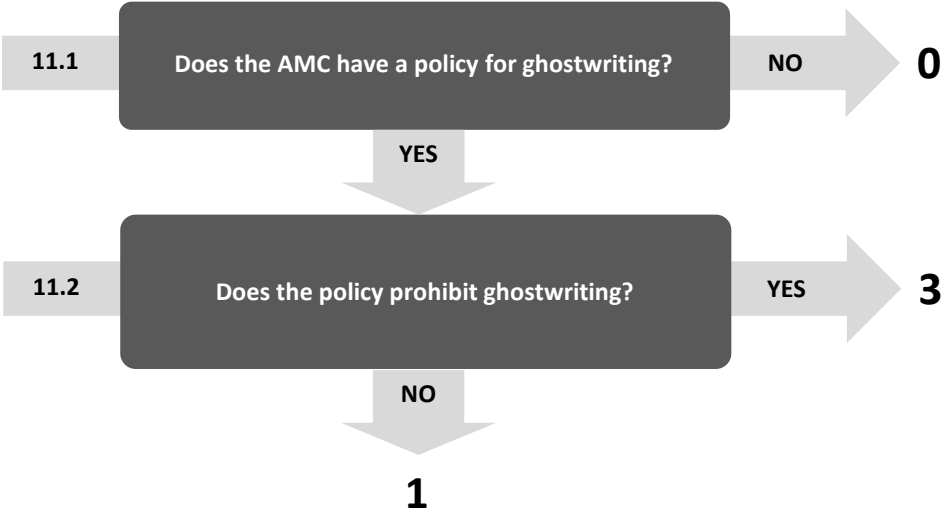 11.1
Does the AMC have a policy for ghostwriting?
NO
0
YES
11.2
Does the policy prohibit ghostwriting?
YES
3
NO
1